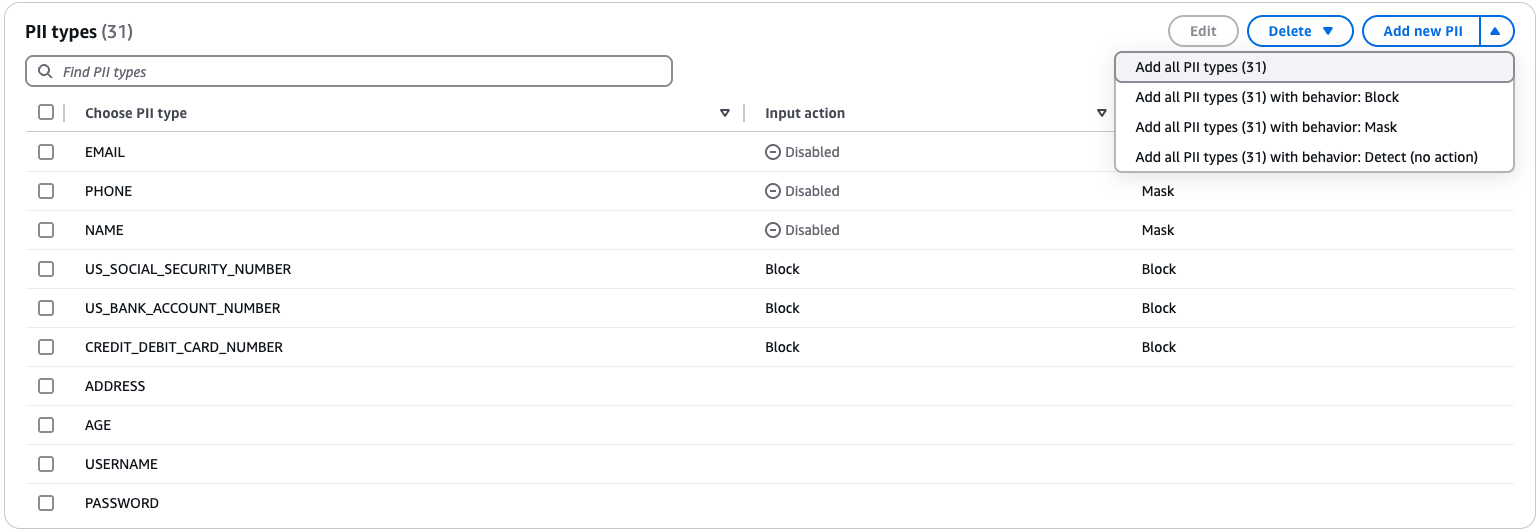 PII types (31)
Edit
Delete
Add new PII
Find PII types
Add all PII types (31)
Add all PII types (31) with behavior: Block
Add all PII types (31) with behavior: Mask
Add all PII types (31) with behavior: Detect (no action)
Choose PII type Input action
EMAIL Disabled
PHONE Disabled Mask
NAME Disabled Mask
US_SOCIAL_SECURITY_NUMBER Block Block
US_BANK_ACCOUNT_NUMBER Block Block
CREDIT_DEBIT_CARD_NUMBER Block Block
ADDRESS
AGE
USERNAME
PASSWORD